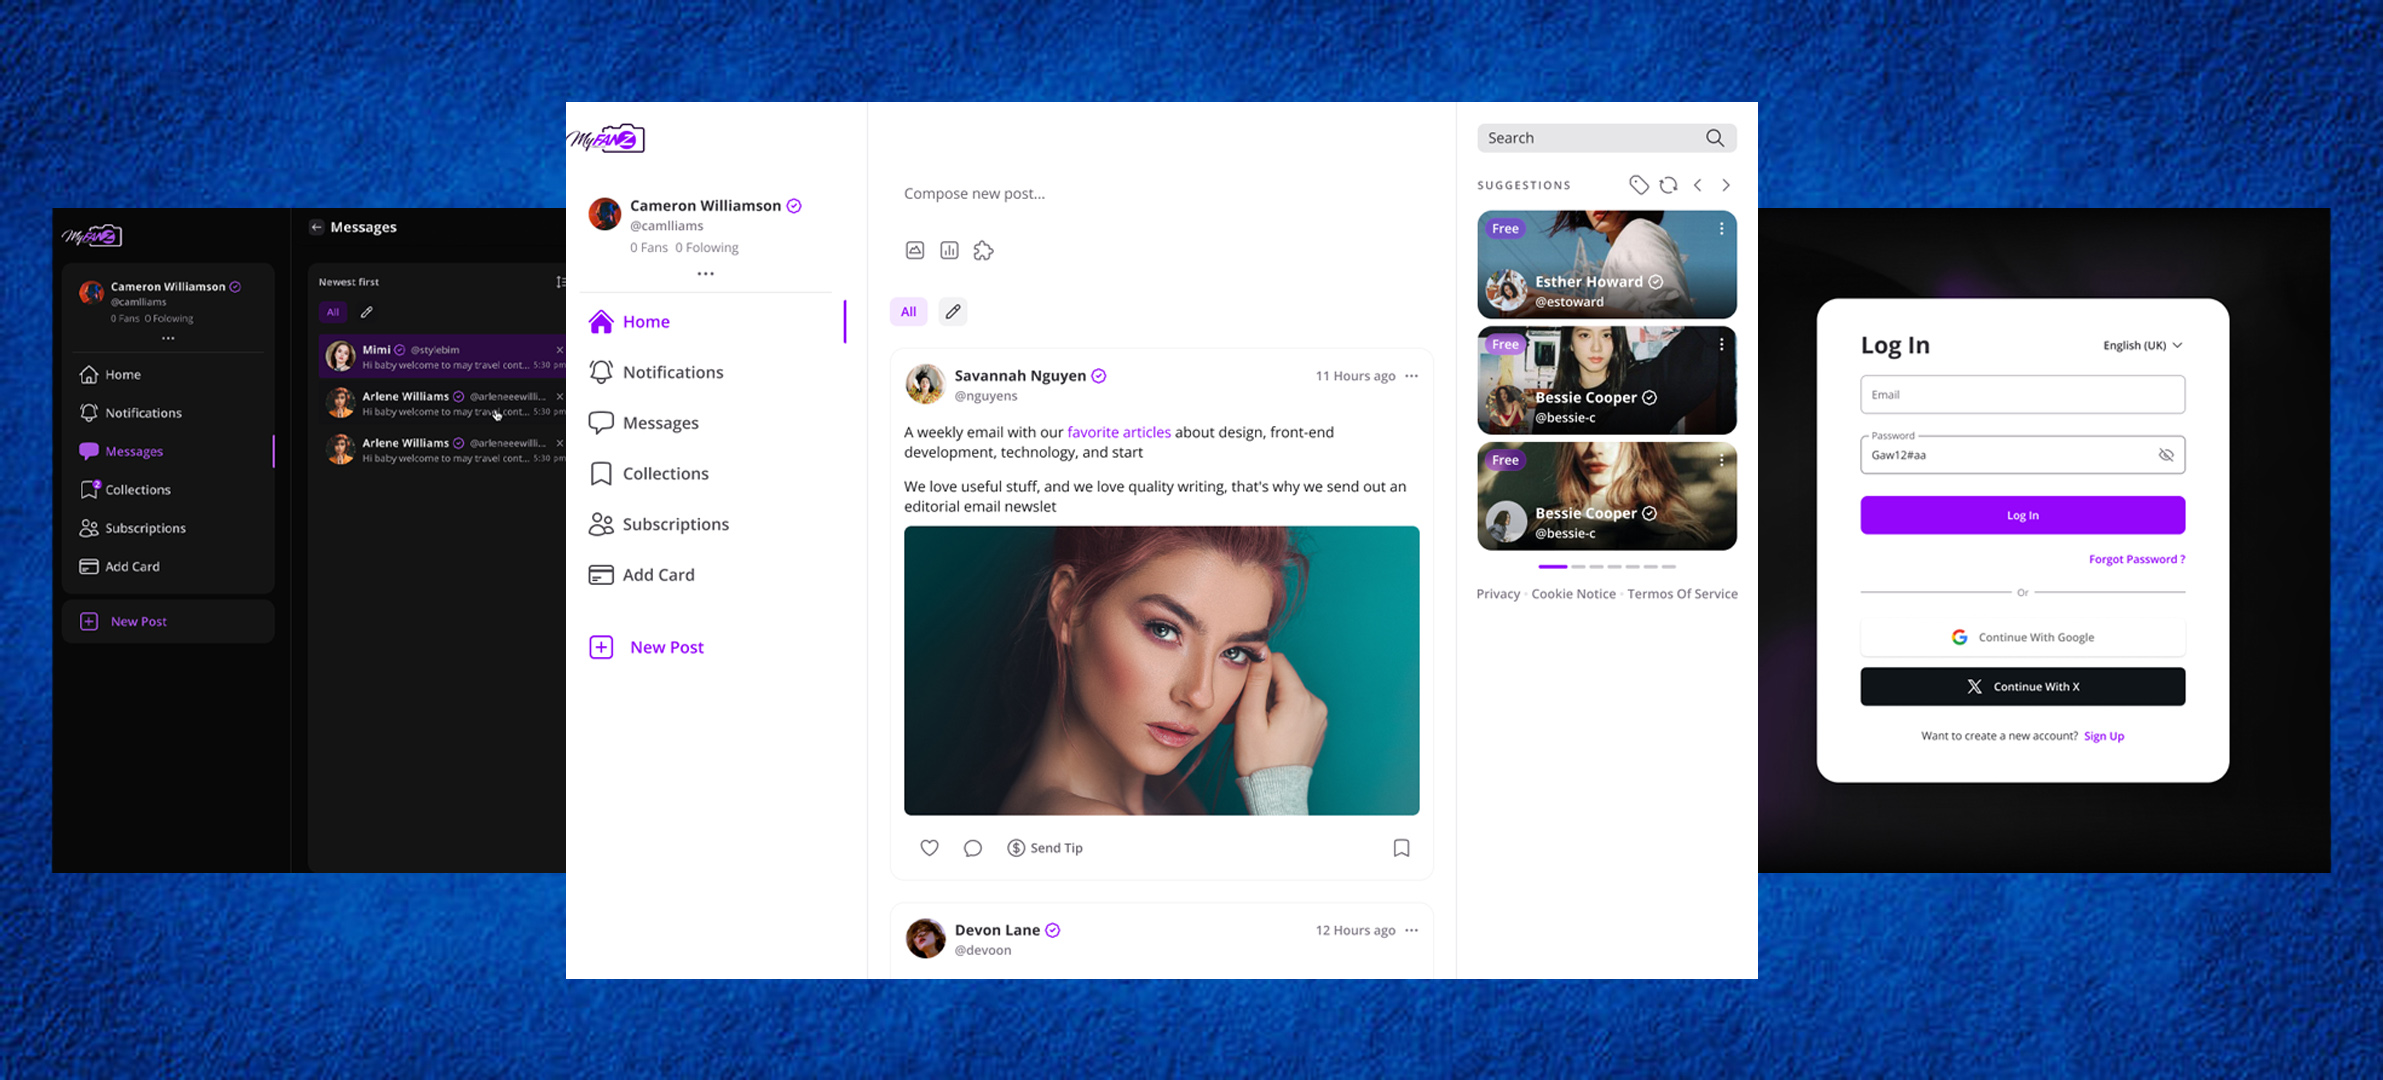 MyFANZ
Cameron Williamson
@camlliams
0 Fans 0 Folowing
Home
Notifications
Messages
2
Collections
Subscriptions
Add Card
New Post
Messages
Newest first
All
Mimi @stylebim
Hi baby welcome to may travel cont... 5:30 pm
Arlene Williams @arleneeewilli...
Hi baby welcome to may travel cont... 5:30 pm
Arlene Williams @arleneeewilli...
Hi baby welcome to may travel cont... 5:30 pm
MyFANZ
Cameron Williamson
@camlliams
0 Fans 0 Folowing
Home
Notifications
Messages
Collections
Subscriptions
Add Card
New Post
Compose new post...
All
Savannah Nguyen 11 Hours ago
@nguyens
A weekly email with our favorite articles about design, front-end
development, technology, and start
We love useful stuff, and we love quality writing, that's why we send out an
editorial email newslet
Send Tip
Devon Lane 12 Hours ago
@devoon
Search
SUGGESTIONS
Free
Esther Howard
@estoward
Free
Bessie Cooper
@bessie-c
Free
Bessie Cooper
@bessie-c
Privacy · Cookie Notice · Termos Of Service
Log In English (UK)
Email
Password
Gaw12#aa
Log In
Forgot Password ?
Or
Continue With Google
Continue With X
Want to create a new account? Sign Up